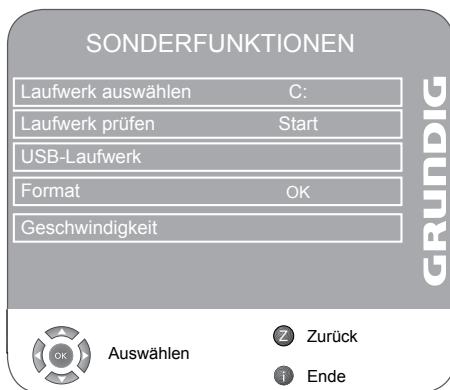 SONDERFUNKTIONEN
Laufwerk auswählen C:
Laufwerk prüfen Start
USB-Laufwerk
Format OK
Geschwindigkeit
GRUNDIG
OK Auswählen
Z Zurück
i Ende